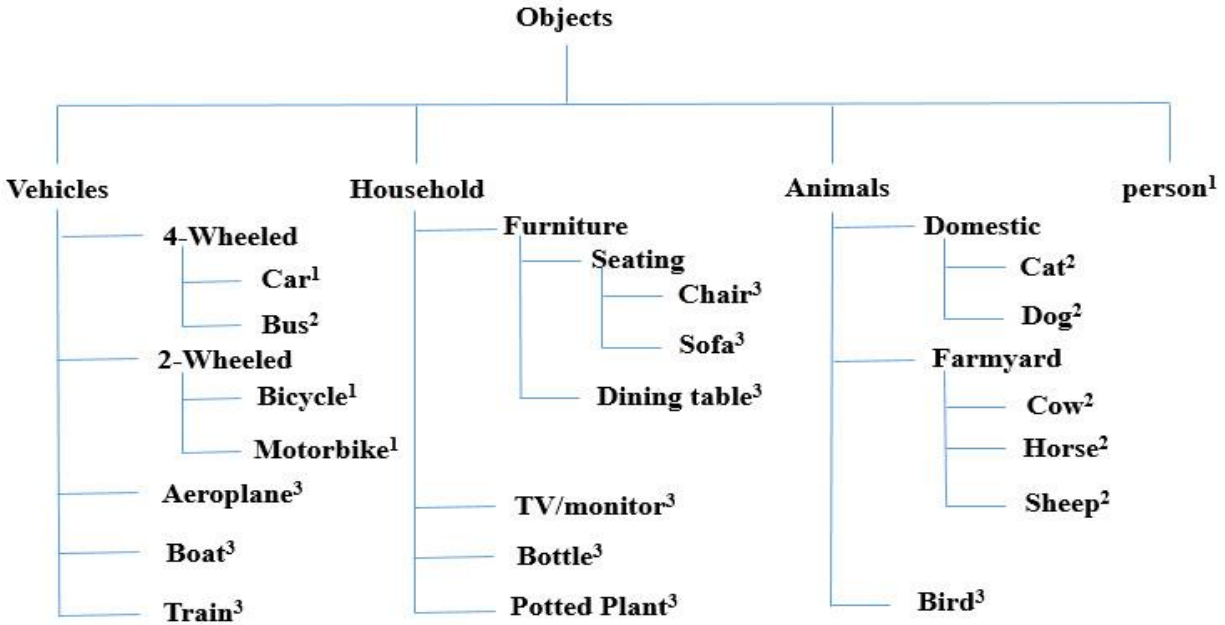 Objects
Vehicles
4-Wheeled
Car¹
Bus²
2-Wheeled
Bicycle¹
Motorbike¹
Aeroplane³
Boat³
Train³
Household
Furniture
Seating
Chair³
Sofa³
Dining table³
TV/monitor³
Bottle³
Potted Plant³
Animals
Domestic
Cat²
Dog²
Farmyard
Cow²
Horse²
Sheep²
Bird³
person¹